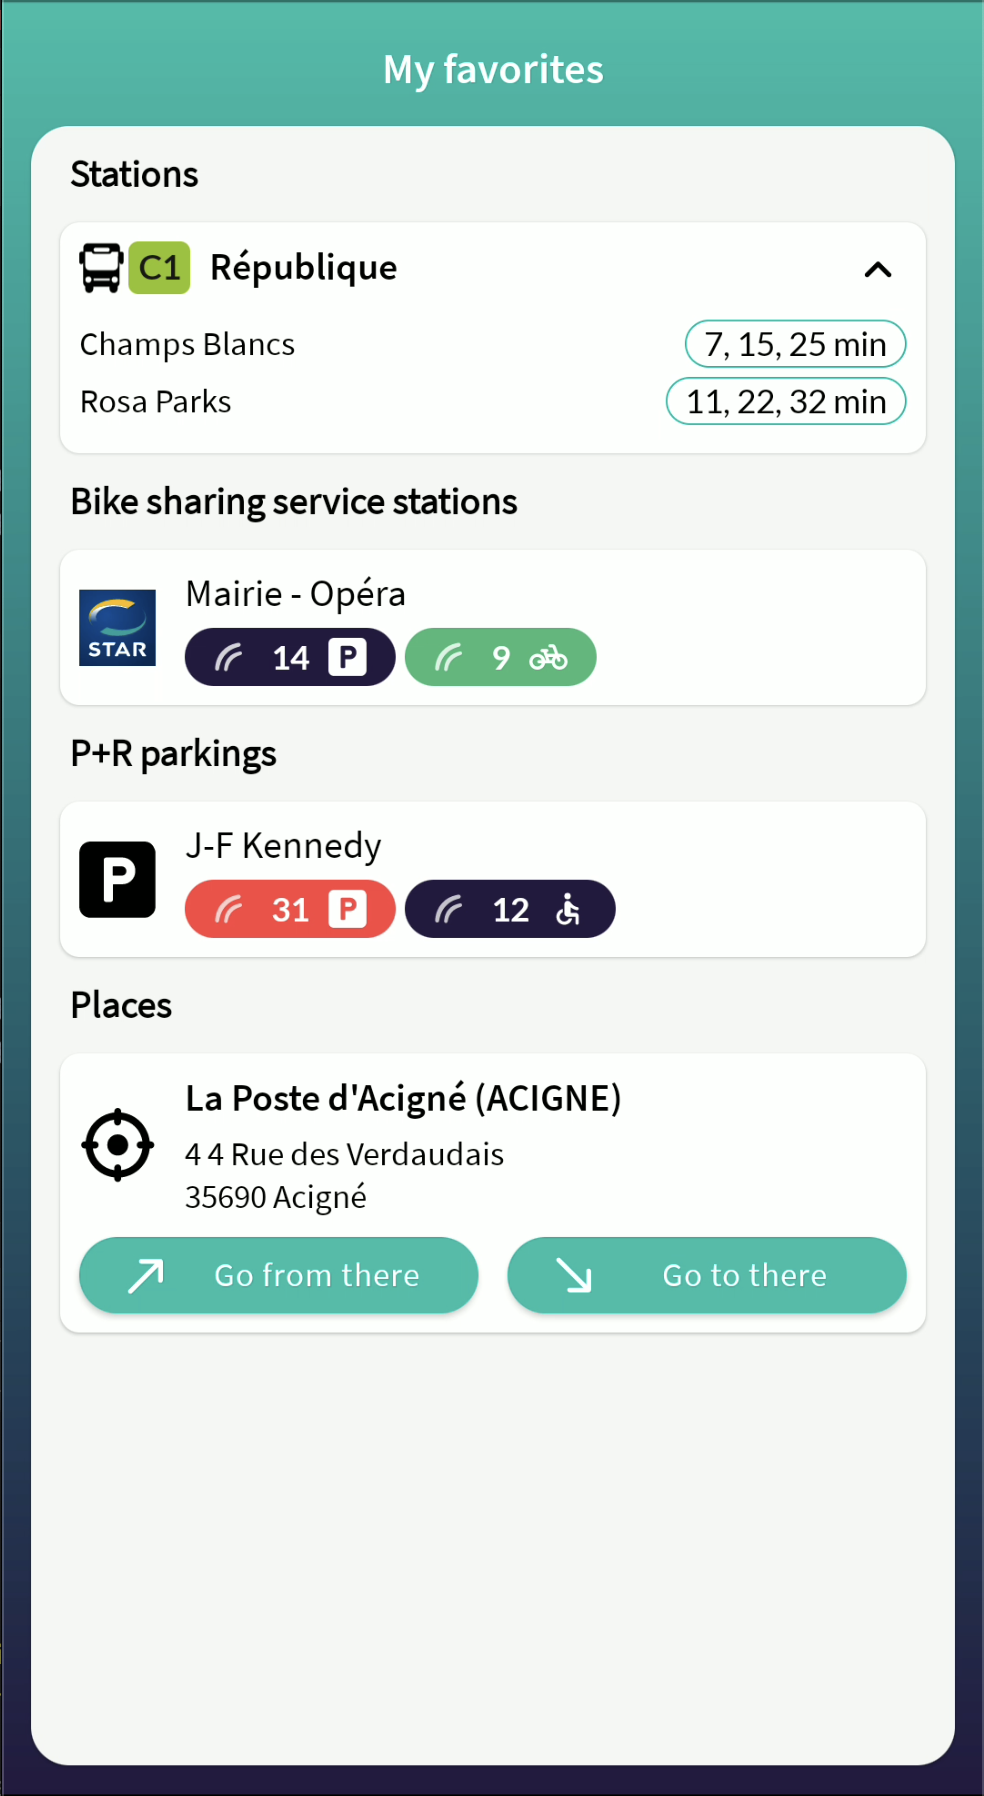 My favorites
Stations
C1 République
Champs Blancs 7, 15, 25 min
Rosa Parks 11, 22, 32 min
Bike sharing service stations
STAR
Mairie - Opéra
14 P 9
P+R parkings
P
J-F Kennedy
31 P 12
Places
La Poste d'Acigné (ACIGNE)
4 4 Rue des Verdaudais
35690 Acigné
Go from there Go to there